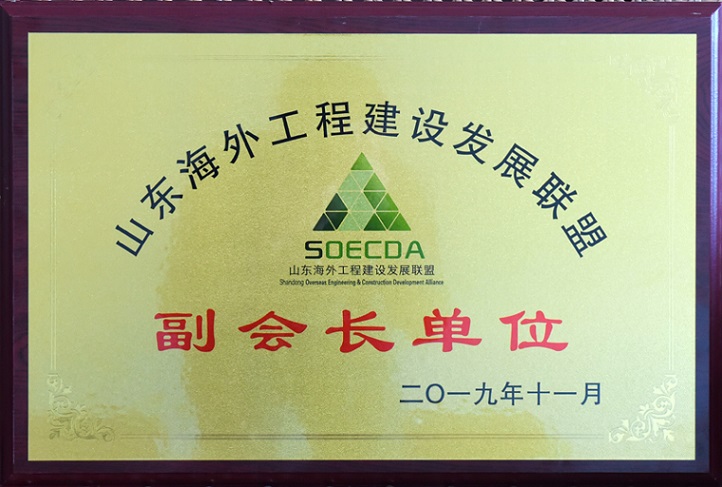 山东海外工程建设发展联盟
SOECDA
山东海外工程建设发展联盟
Shandong Overseas Engineering & Construction Development Alliance
副会长单位
二〇一九年十一月